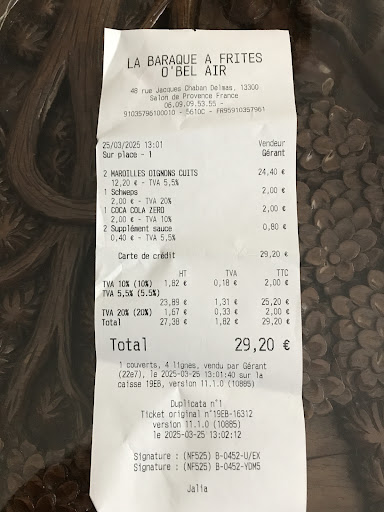 LA BARAQUE A FRITES
O'BEL AIR
48 rue Jacques Chaban Delmas, 13300
Salon de Provence France
06.09.09.53.55 -
91035796100010 - 5610C - FR95910357961
25/03/2025 13:01 Vendeur
Sur place - 1 Gérant
2 MAROILLES OIGNONS CUITS 24,40 €
12,20 € - TVA 5,5%
1 Schweps 2,00 €
2,00 € - TVA 20%
1 COCA COLA ZERO 2,00 €
2,00 € - TVA 10%
2 Supplément sauce 0,80 €
0,40 € - TVA 5,5%
Carte de crédit 29,20 €
HT TVA TTC
TVA 10% (10%) 1,82 € 0,18 € 2,00 €
TVA 5,5% (5.5%)
23,89 € 1,31 € 25,20 €
TVA 20% (20%) 1,67 € 0,33 € 2,00 €
Total 27,38 € 1,82 € 29,20 €
Total 29,20 €
1 couverts, 4 lignes, vendu par Gérant
(22e7), le 2025-03-25 13:01:40 sur la
caisse 19EB, version 11.1.0 (10885)
Duplicata n°1
Ticket original n°19EB-16312
version 11.1.0 (10885)
le 2025-03-25 13:02:12
Signature : (NF525) B-0452-U/EX
Signature : (NF525) B-0452-YDM5
Jalia